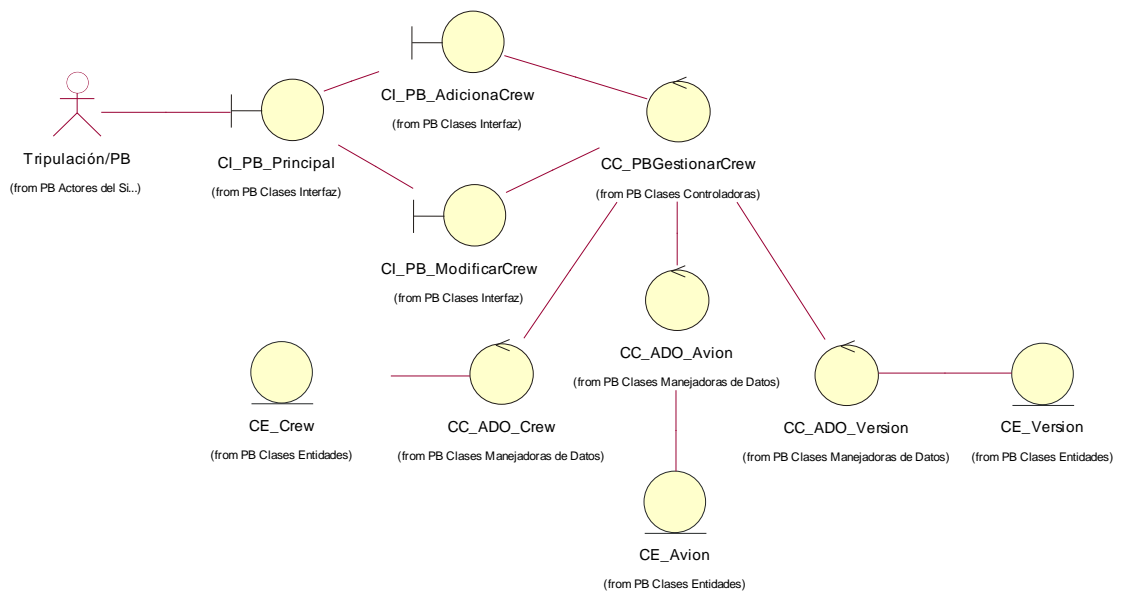 CI_PB_AdicionaCrew
(from PB Clases Interfaz)
Tripulación/PB
(from PB Actores del Si...)
CI_PB_Principal
(from PB Clases Interfaz)
CC_PBGestionarCrew
(from PB Clases Controladoras)
CI_PB_ModificarCrew
(from PB Clases Interfaz)
CC_ADO_Avion
(from PB Clases Manejadoras de Datos)
CE_Crew
(from PB Clases Entidades)
CC_ADO_Crew
(from PB Clases Manejadoras de Datos)
CC_ADO_Version
(from PB Clases Manejadoras de Datos)
CE_Version
(from PB Clases Entidades)
CE_Avion
(from PB Clases Entidades)